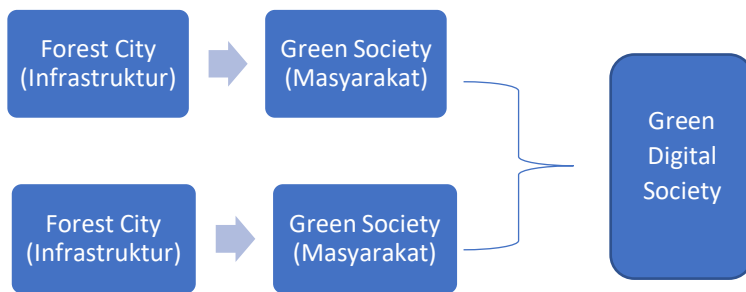 Forest City
(Infrastruktur)
Green Society
(Masyarakat)
Forest City
(Infrastruktur)
Green Society
(Masyarakat)
Green
Digital
Society